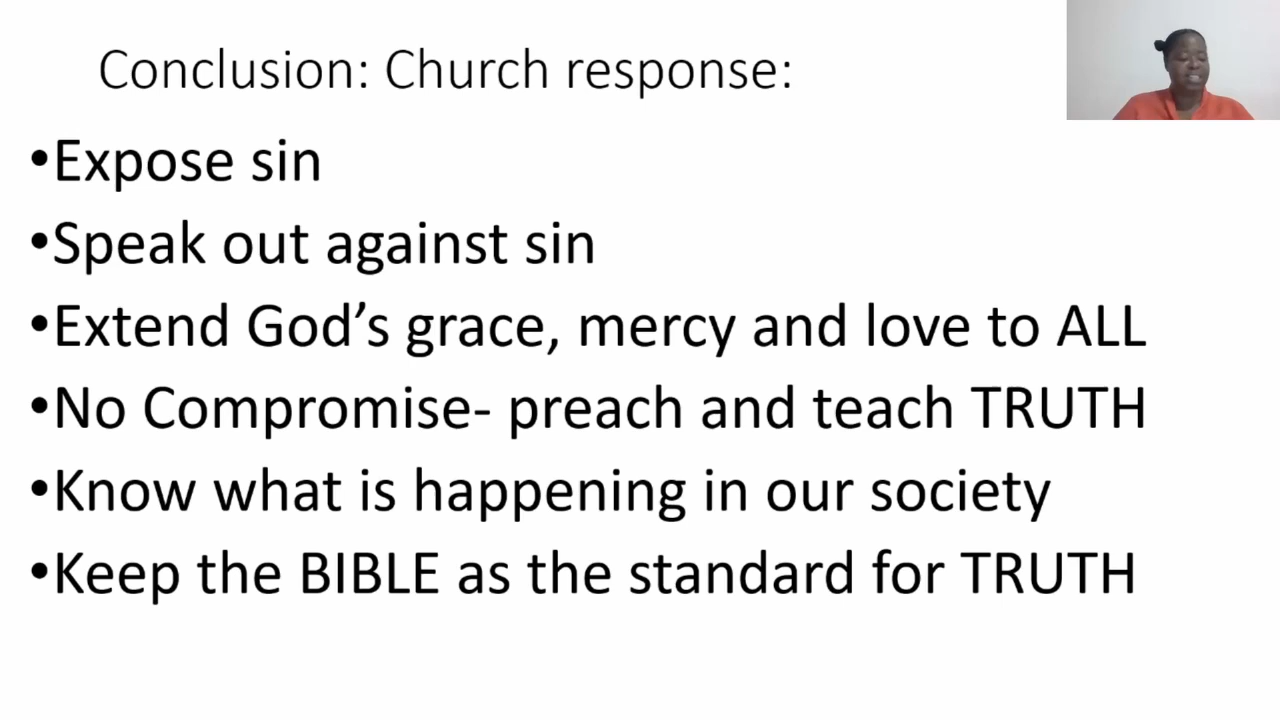 Conclusion: Church response:
•Expose sin
•Speak out against sin
•Extend God’s grace, mercy and love to ALL
•No Compromise- preach and teach TRUTH
•Know what is happening in our society
•Keep the BIBLE as the standard for TRUTH